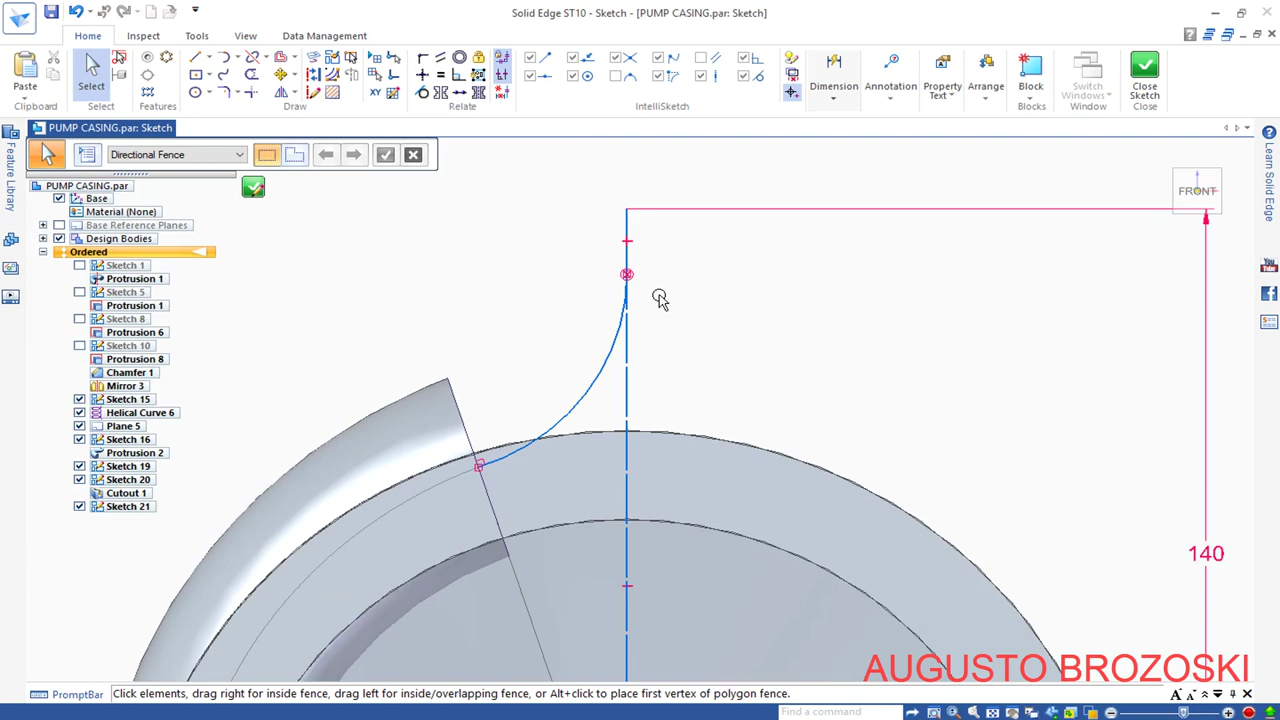 Solid Edge ST10 - Sketch - [PUMP CASING.par: Sketch]
Home Inspect Tools View Data Management
Paste
Select
Dimension
Annotation
Property Text
Arrange
Block
Switch Windows
Close Sketch
Clipboard Select Features Draw Relate IntelliSketch Blocks Window Close
PUMP CASING.par: Sketch
Feature Library
Directional Fence
Learn Solid Edge
PUMP CASING.par
Base
Material (None)
Base Reference Planes
Design Bodies
Ordered
Sketch 1
Protrusion 1
Sketch 5
Protrusion 1
Sketch 8
Protrusion 6
Sketch 10
Protrusion 8
Chamfer 1
Mirror 3
Sketch 15
Helical Curve 6
Plane 5
Sketch 16
Protrusion 2
Sketch 19
Sketch 20
Cutout 1
Sketch 21
FRONT
You Tube
140
AUGUSTO BROZOSKI
PromptBar Click elements, drag right for inside fence, drag left for inside/overlapping fence, or Alt+click to place first vertex of polygon fence.
Find a command